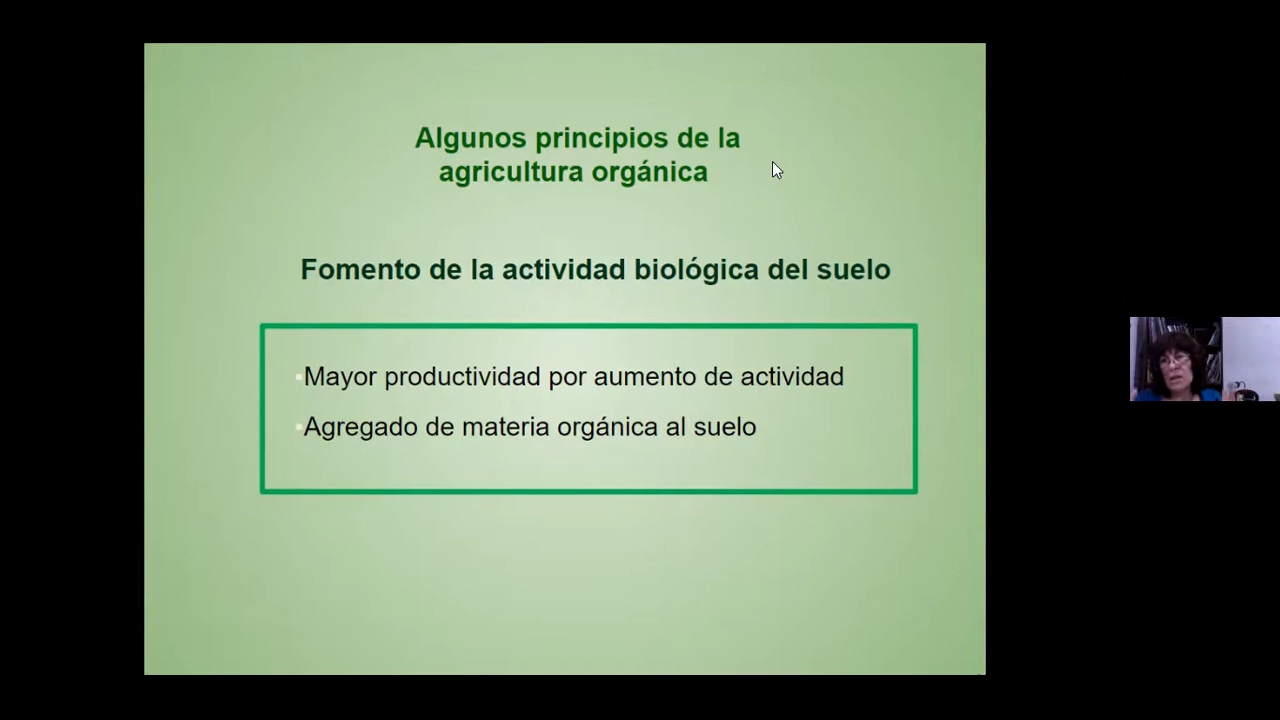 Algunos principios de la
agricultura orgánica
Fomento de la actividad biológica del suelo
Mayor productividad por aumento de actividad
Agregado de materia orgánica al suelo